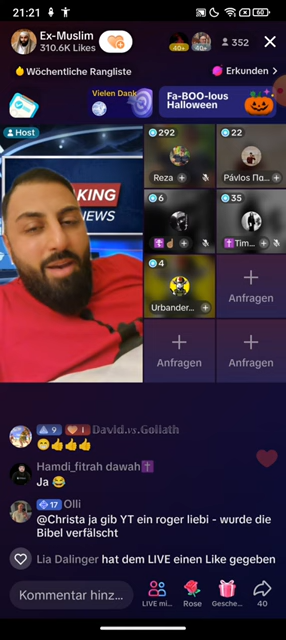 21:21
60
Ex-Muslim
310.6K Likes
40+
40+
352
Wöchentliche Rangliste
Erkunden >
Vielen Dank
Fa-BOO-lous
Halloween
Host
KING
NEWS
292
Reza
22
Pávlos Πα...
6
35
Tim...
4
Urbander...
Anfragen
Anfragen
Anfragen
9
David.vs.Goliath
😁👍👍👍
Hamdi_fitrah dawah✝️
Ja 😂
17 Olli
@Christa ja gib YT ein roger liebi - wurde die
Bibel verfälscht
Lia Dalinger hat dem LIVE einen Like gegeben
Kommentar hinz...
LIVE mi...
Rose
Gesche...
40